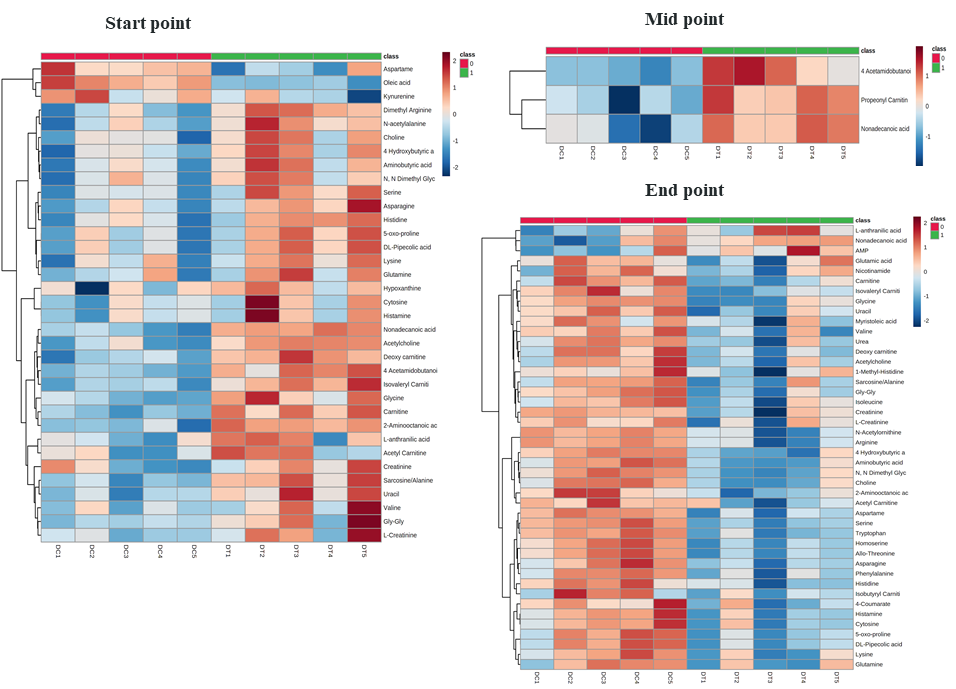 Start point
class
class
0
1
2
1
0
-1
-2
Aspartame
Oleic acid
Kynurenine
Dimethyl Arginine
N-acetylalanine
Choline
4 Hydroxybutyric a
Aminobutyric acid
N, N Dimethyl Glyc
Serine
Asparagine
Histidine
5-oxo-proline
DL-Pipecolic acid
Lysine
Glutamine
Hypoxanthine
Cytosine
Histamine
Nonadecanoic acid
Acetylcholine
Deoxy carnitine
4 Acetamidobutanoi
Isovaleryl Carniti
Glycine
Carnitine
2-Aminooctanoic ac
L-anthranilic acid
Acetyl Carnitine
Creatinine
Sarcosine/Alanine
Uracil
Valine
Gly-Gly
L-Creatinine
DC1 DC2 DC3 DC4 DC5 DT1 DT2 DT3 DT4 DT5
Mid point
class
class
0
1
1
0
-1
4 Acetamidobutanoi
Propeonyl Carnitin
Nonadecanoic acid
DC1 DC2 DC3 DC4 DC5 DT1 DT2 DT3 DT4 DT5
End point
class
class
0
1
2
1
0
-1
-2
L-anthranilic acid
Nonadecanoic acid
AMP
Glutamic acid
Nicotinamide
Carnitine
Isovaleryl Carniti
Glycine
Uracil
Myristoleic acid
Valine
Urea
Deoxy carnitine
Acetylcholine
1-Methyl-Histidine
Sarcosine/Alanine
Gly-Gly
Isoleucine
Creatinine
L-Creatinine
N-Acetylornithine
Arginine
4 Hydroxybutyric a
Aminobutyric acid
N, N Dimethyl Glyc
Choline
2-Aminooctanoic ac
Acetyl Carnitine
Aspartame
Serine
Tryptophan
Homoserine
Allo-Threonine
Asparagine
Phenylalanine
Histidine
Isobutyryl Carniti
4-Coumarate
Histamine
Cytosine
5-oxo-proline
DL-Pipecolic acid
Lysine
Glutamine
DC1 DC2 DC3 DC4 DC5 DT1 DT2 DT3 DT4 DT5